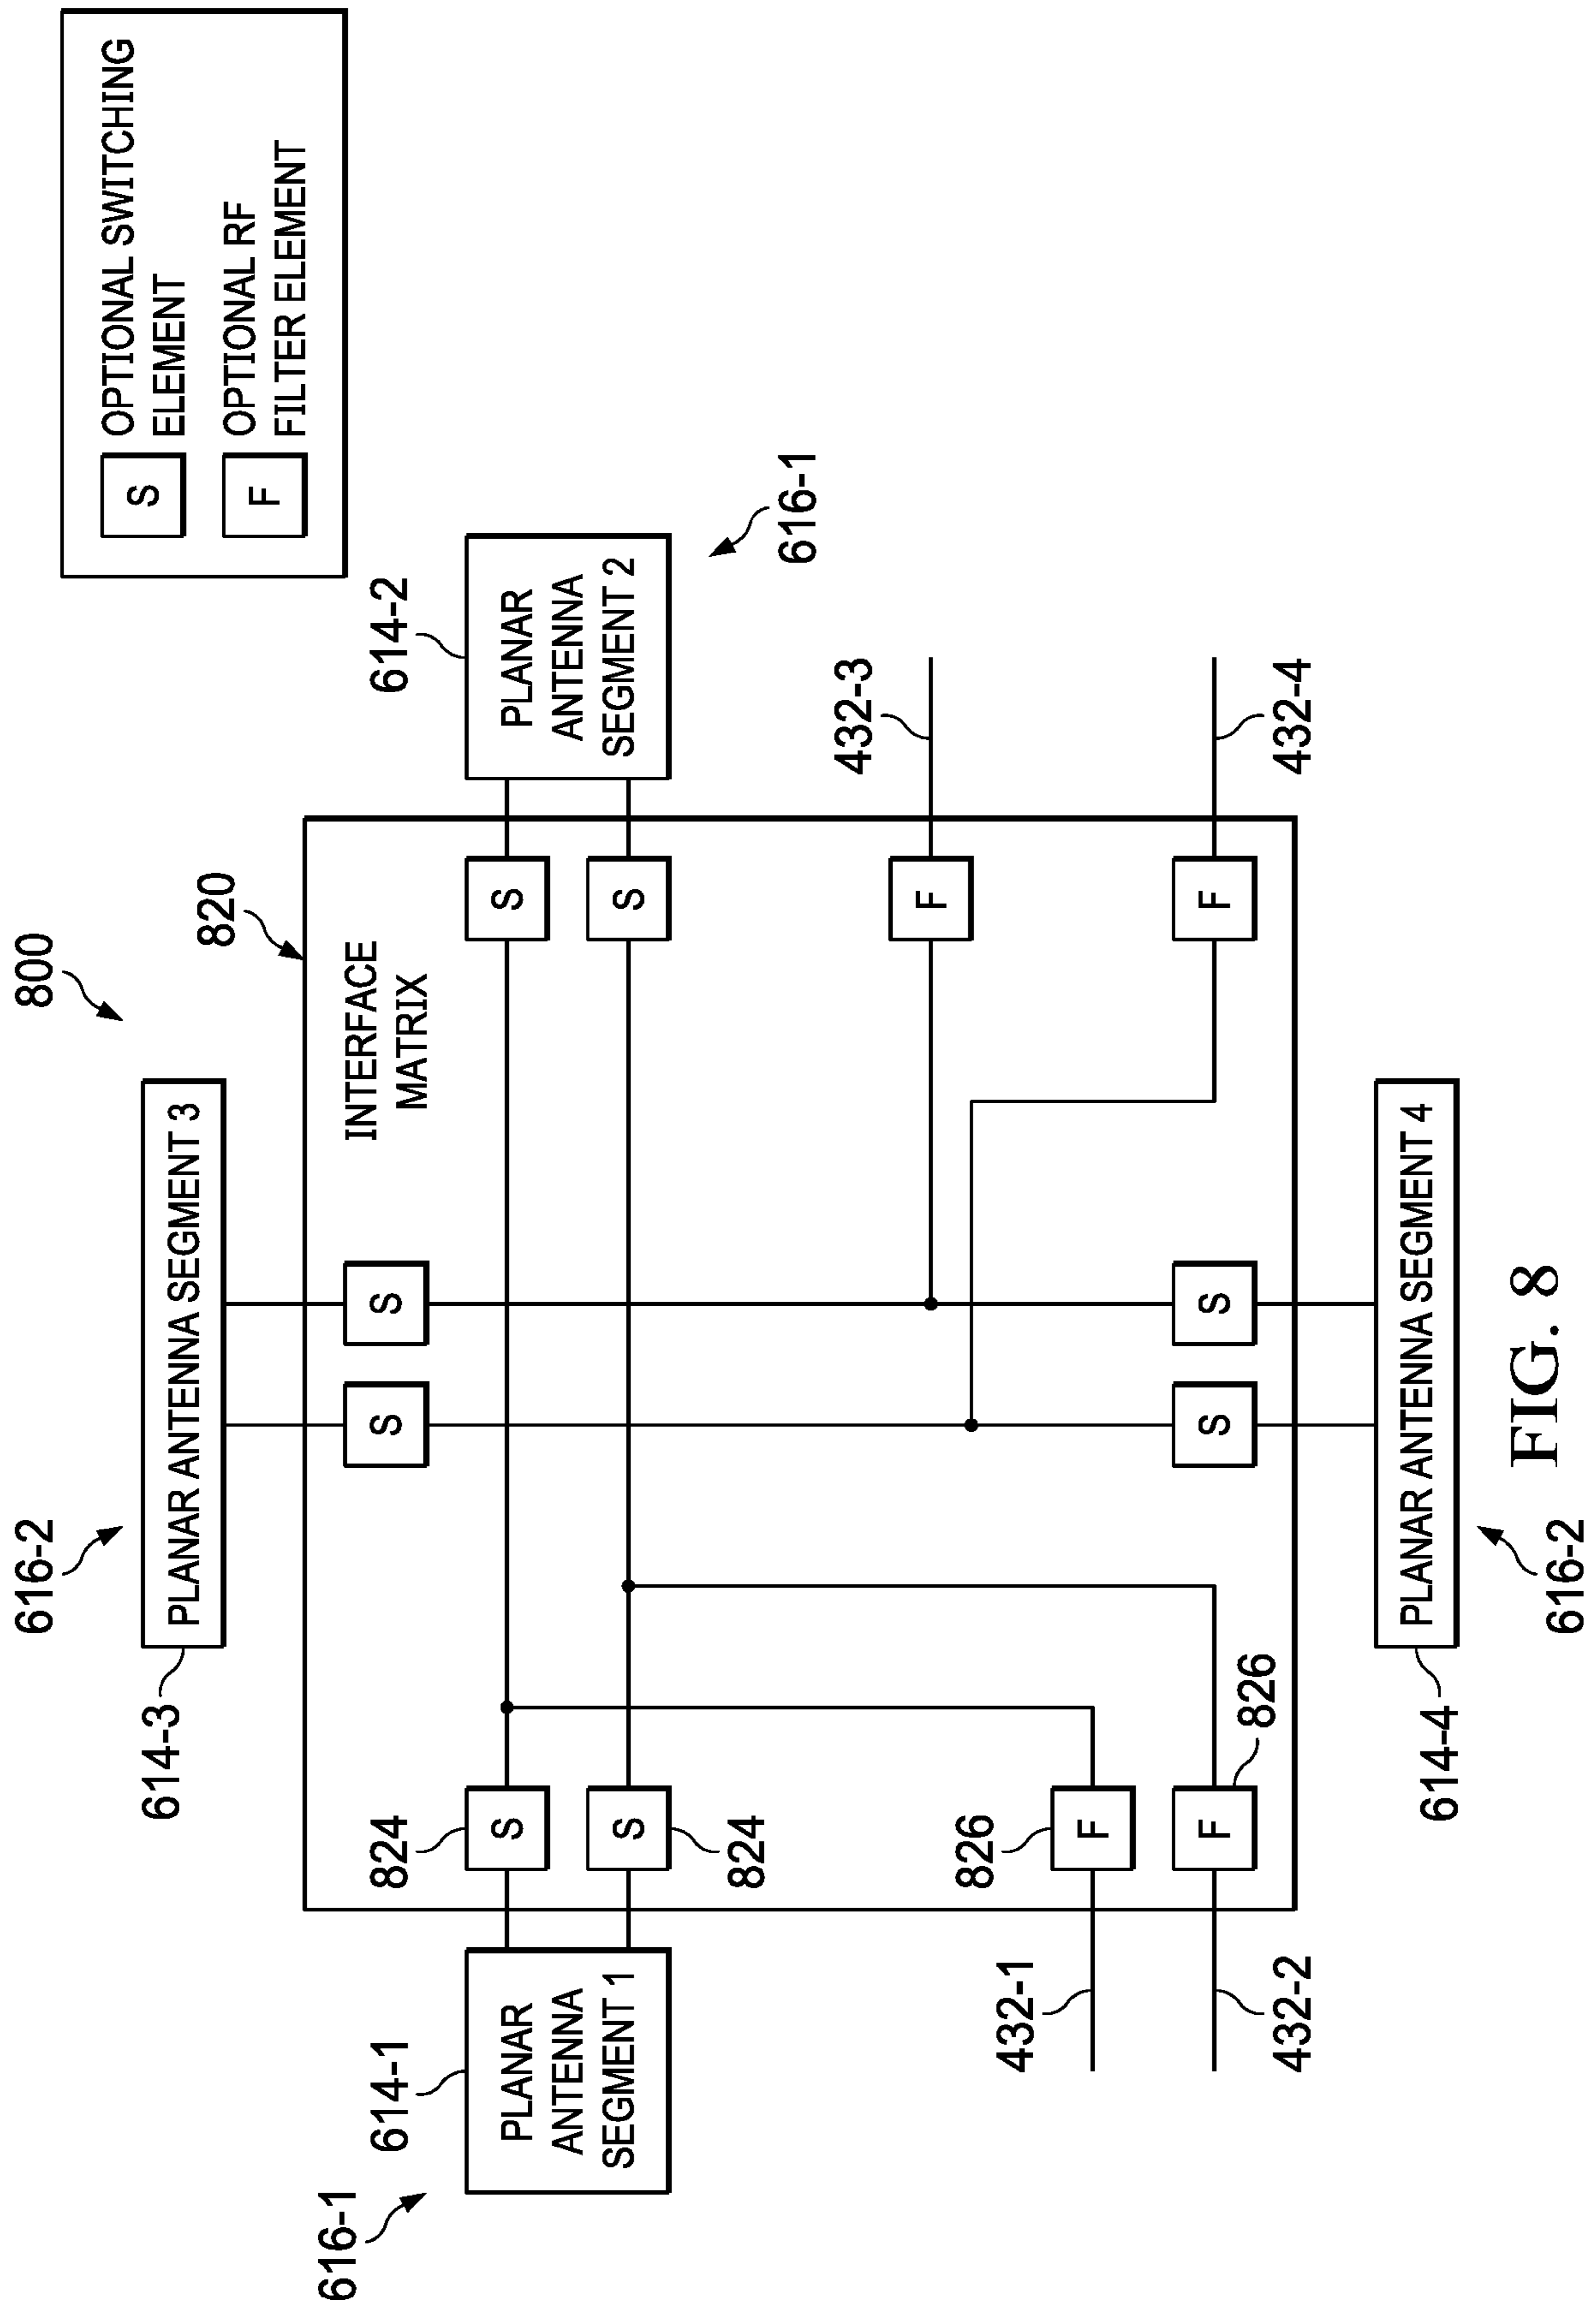 800
820
616-2
614-3
PLANAR ANTENNA SEGMENT 3
S
OPTIONAL SWITCHING
ELEMENT
F
OPTIONAL RF
FILTER ELEMENT
INTERFACE
MATRIX
616-1
614-1
PLANAR
ANTENNA
SEGMENT 1
824
S
824
S
S
S
S
S
614-2
PLANAR
ANTENNA
SEGMENT 2
616-1
432-1
826
F
432-2
F
826
S
S
F
432-3
F
432-4
614-4
PLANAR ANTENNA SEGMENT 4
616-2
FIG. 8